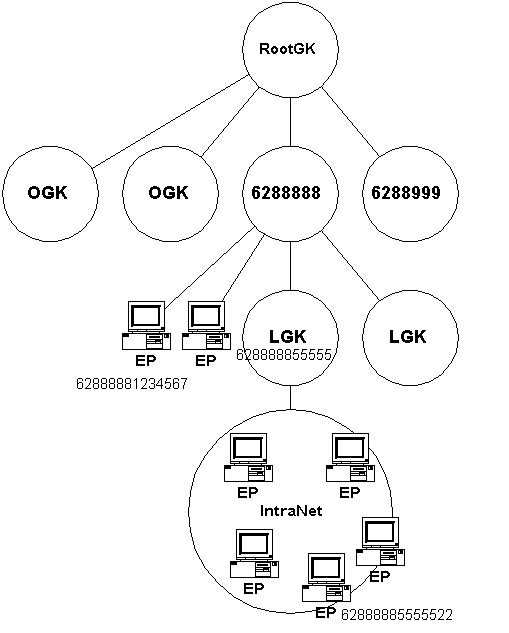 RootGK
OGK
OGK
6288888
6288999
EP
EP
LGK
LGK
628888855555
62888881234567
EP
EP
IntraNet
EP
EP
EP
62888885555522